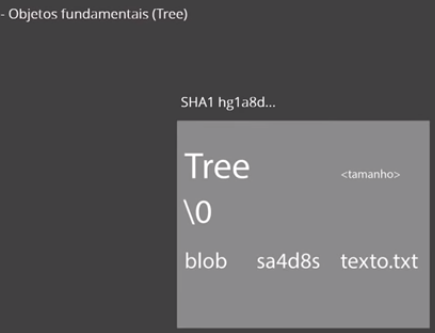 - Objetos fundamentais (Tree)
SHA1 hg1a8d...
Tree <tamanho>
\0
blob sa4d8s texto.txt